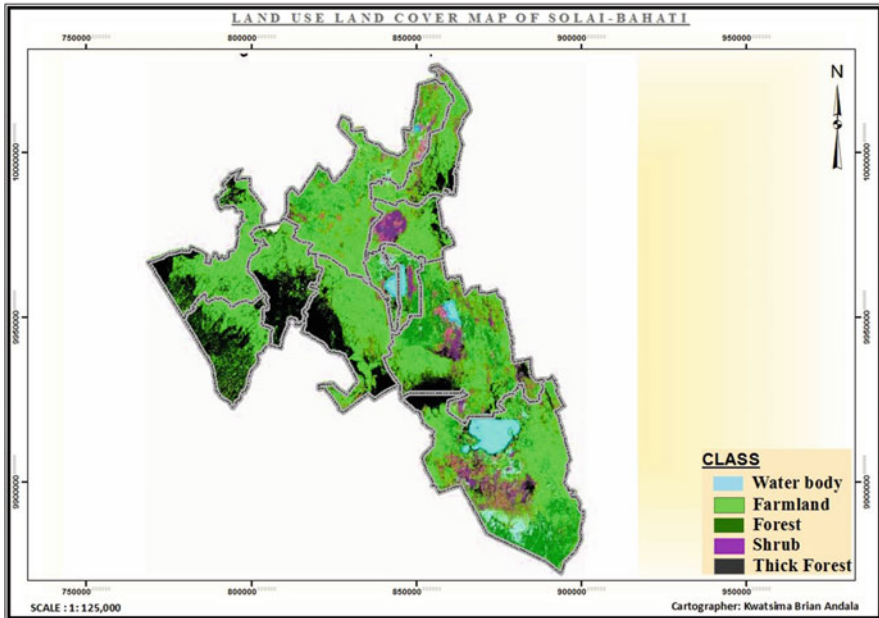 LAND USE LAND COVER MAP OF SOLAI-BAHATI
750000 800000 850000 900000 950000
N
10000000 10000000
9950000 9950000
9900000 9900000
CLASS
Water body
Farmland
Forest
Shrub
Thick Forest
750000 800000 850000 900000 950000
SCALE : 1: 125,000
Cartographer: Kwatsima Brian Andala